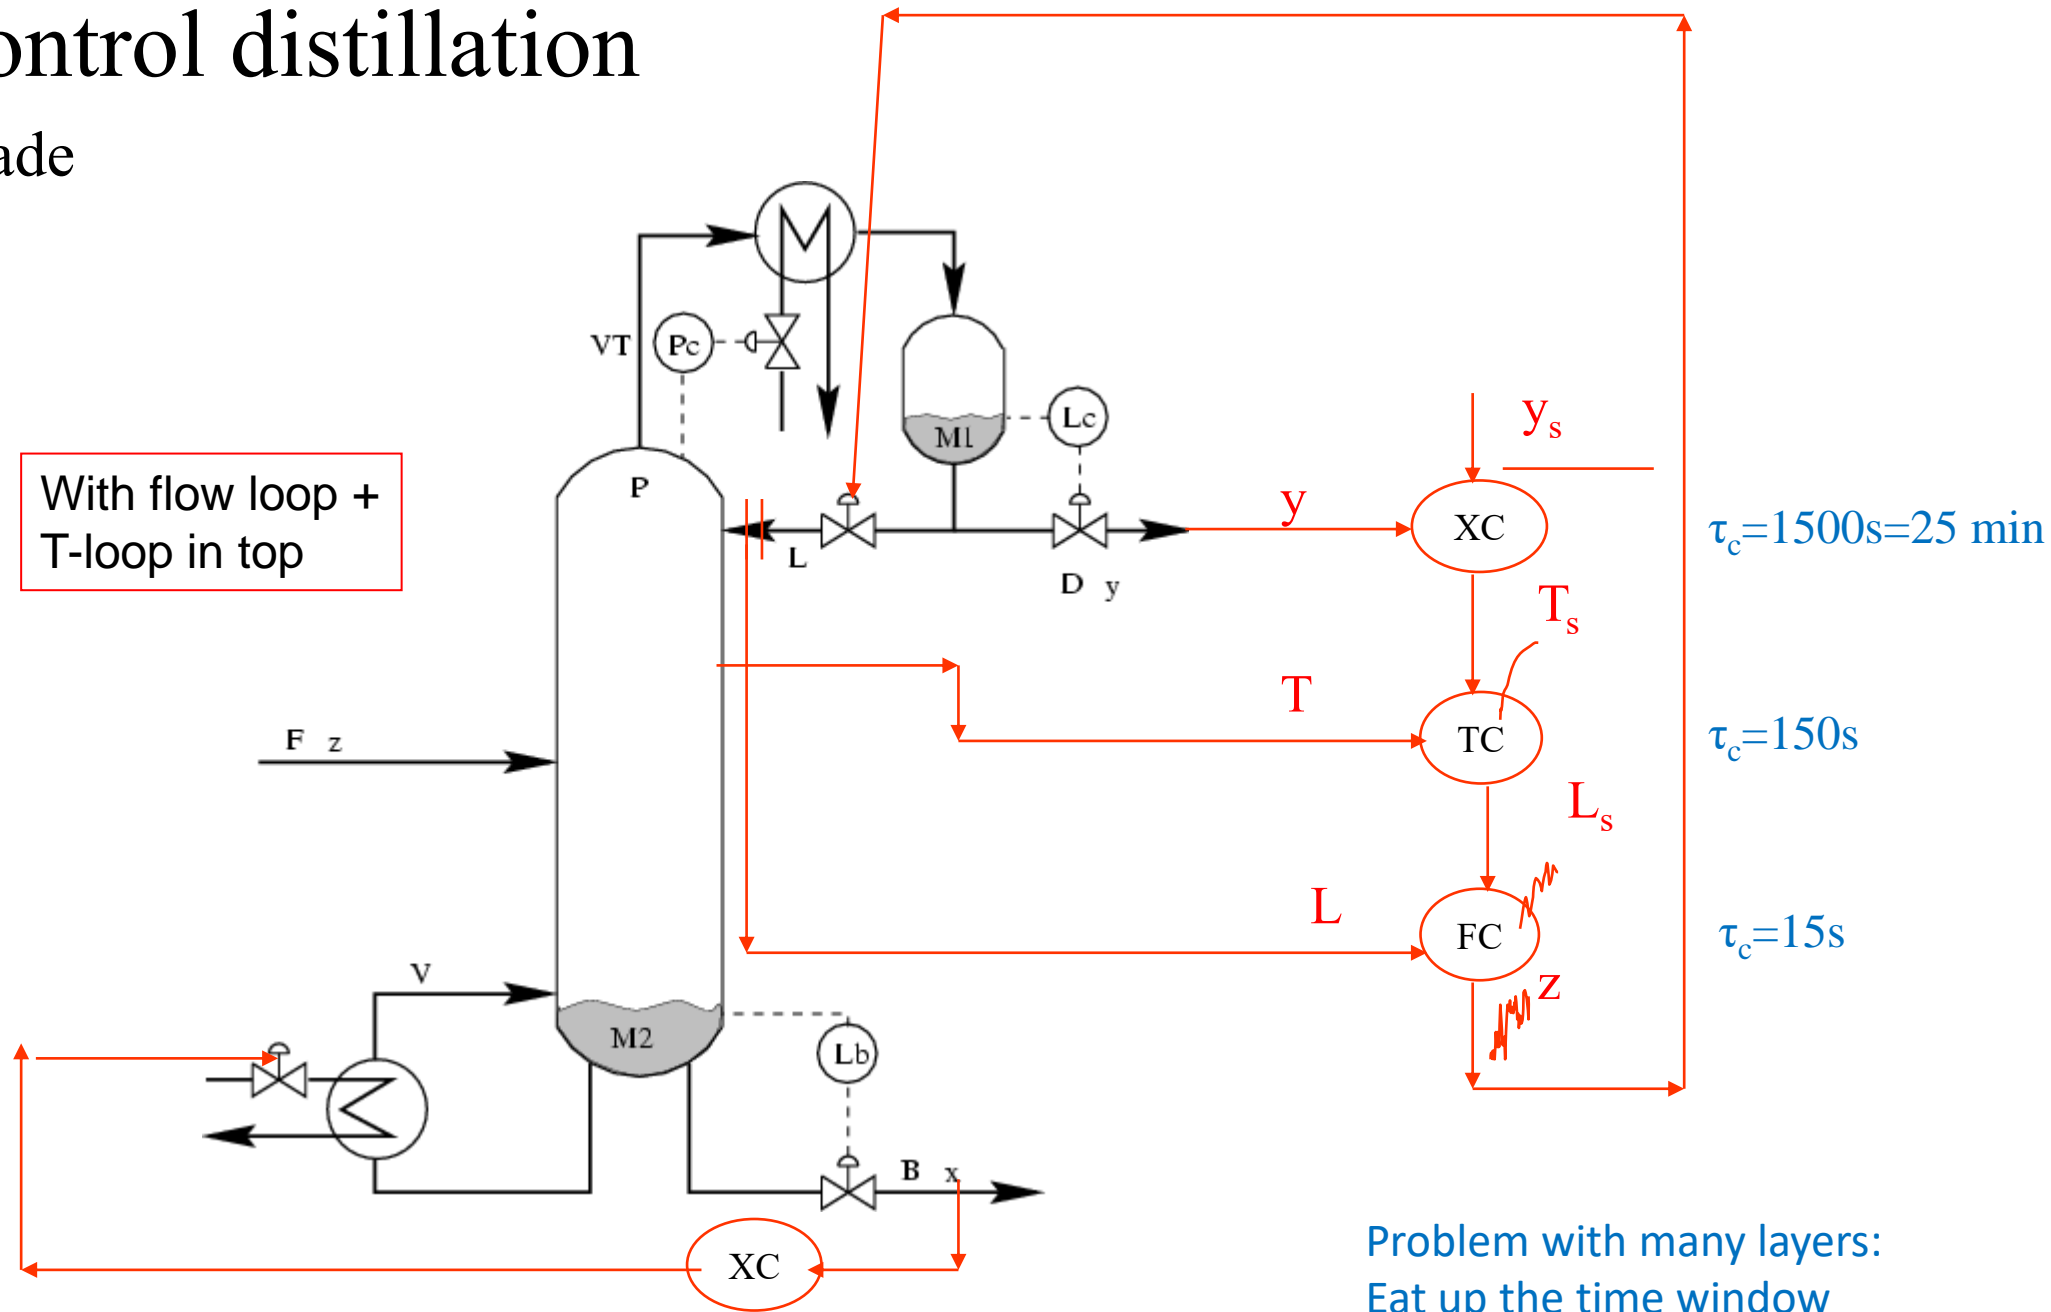 ontrol distillation
ade
With flow loop +
T-loop in top
VT
Pc
P
M1
Lc
L
D y
F z
V
M2
Lb
B x
XC
y
ys
XC
τc=1500s=25 min
Ts
T
TC
τc=150s
Ls
L
FC
τc=15s
z
Problem with many layers:
Eat up the time window